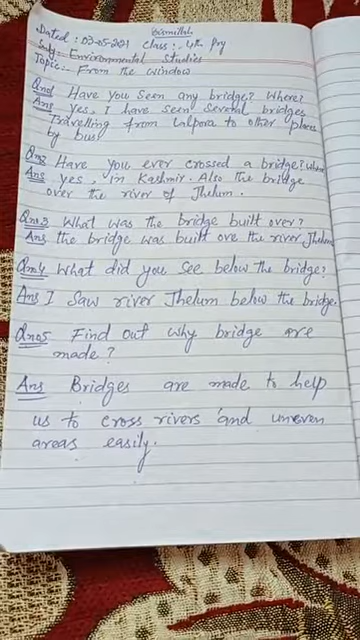 Bismillah
Dated : 03-05-2021 Class :- 4th Pry
Sub:- Environmental Studies
Topic:- From the window
Qno1 Have you seen any bridge? Where?
Ans Yes, I have seen several bridges
Travelling from Lalpora to other places
by bus.
Qno2 Have you ever crossed a bridge? where
Ans yes, in Kashmir. Also the bridge
over the river of Jhelum.
Qno.3 What was the bridge built over?
Ans the bridge was built ove the river Jhelum
Qno4 What did you see below the bridge?
Ans I Saw river Jhelum below the bridge.
Qno5 Find out why bridge are
made?
Ans Bridges are made to help
us to cross rivers and uneven
areas easily.